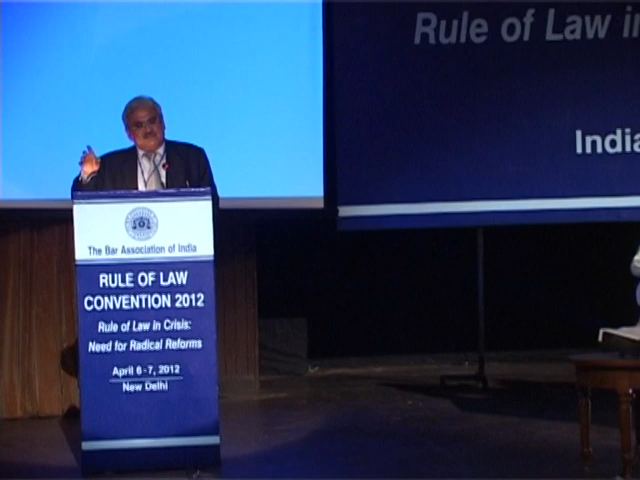 Rule of Law in
India
The Bar Association of India
RULE OF LAW
CONVENTION 2012
Rule of Law in Crisis:
Need for Radical Reforms
April 6-7, 2012
New Delhi